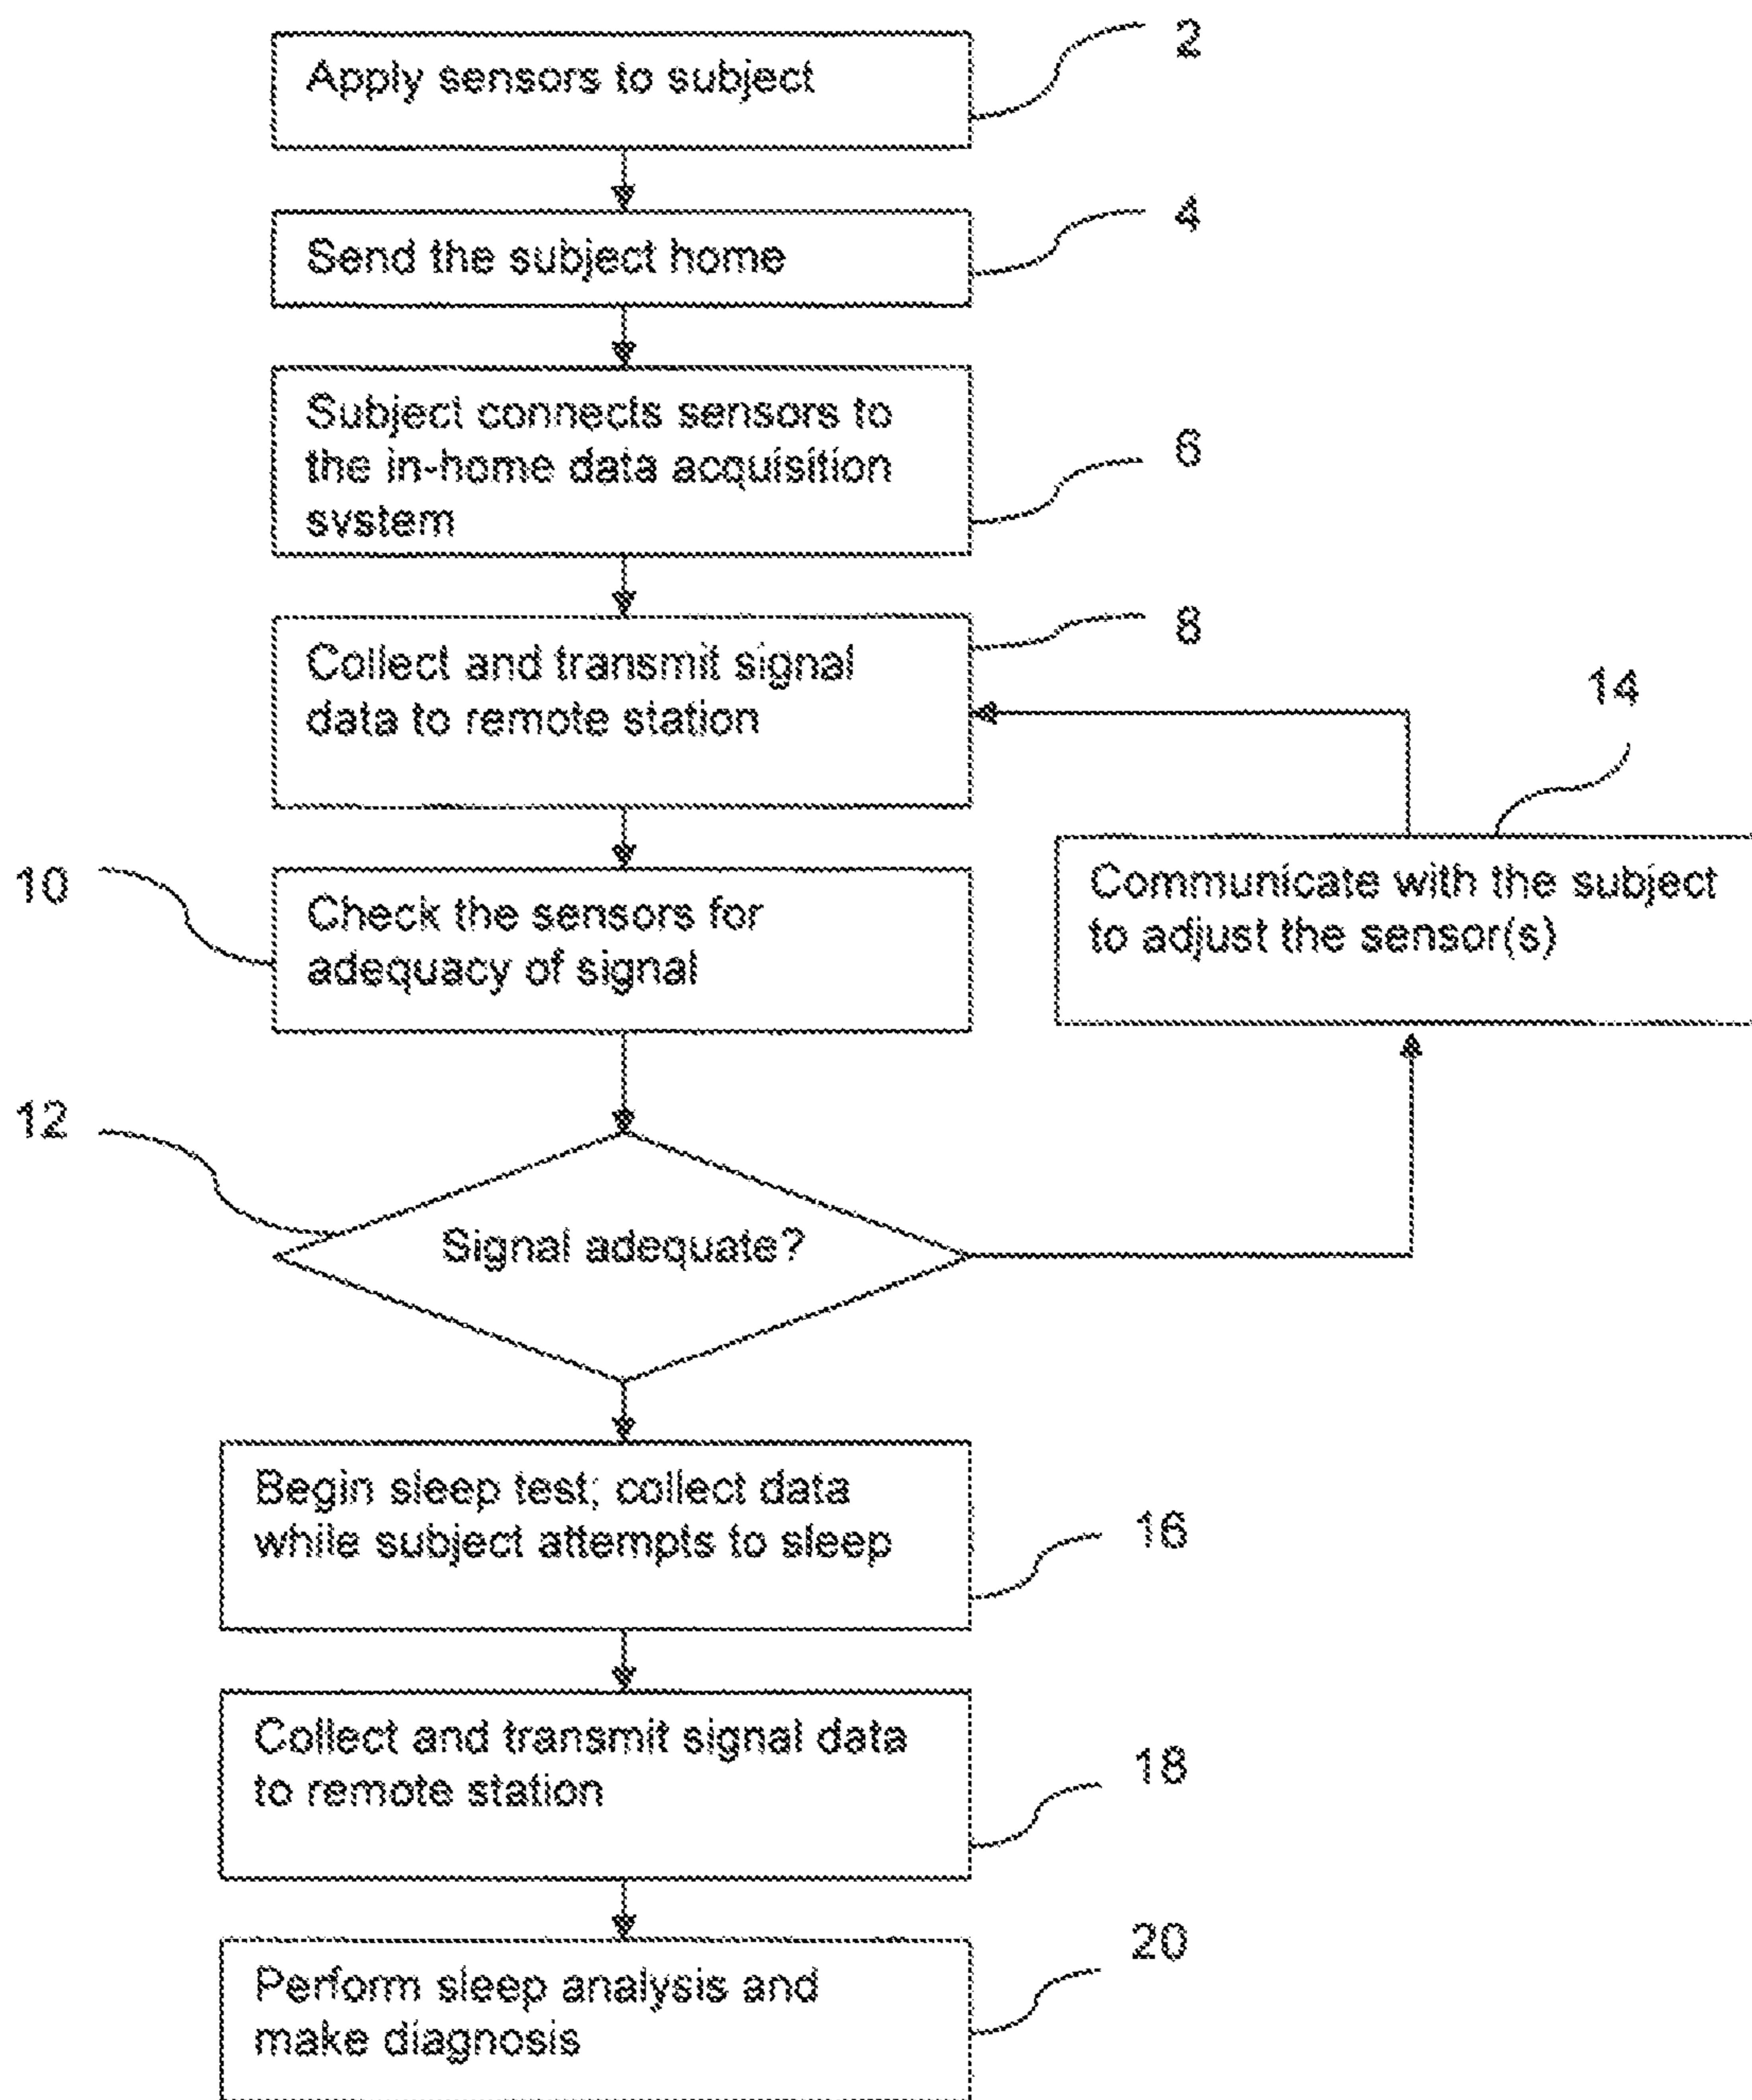 Apply sensors to subject
2
Send the subject home
4
Subject connects sensors to
the in-home data acquisition
system
6
Collect and transmit signal
data to remote station
8
14
Communicate with the subject
to adjust the sensor(s)
10
Check the sensors for
adequacy of signal
12
Signal adequate?
Begin sleep test; collect data
while subject attempts to sleep
16
Collect and transmit signal data
to remote station
18
Perform sleep analysis and
make diagnosis
20